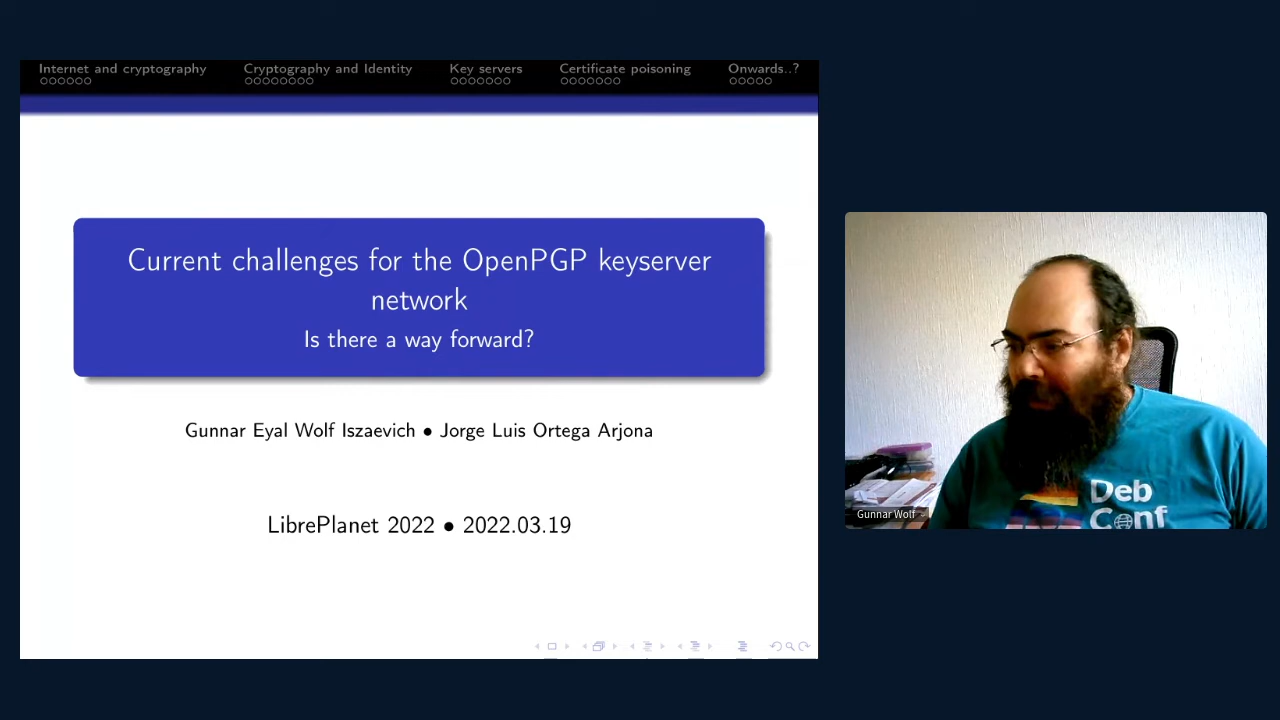 Internet and cryptography
Cryptography and Identity
Key servers
Certificate poisoning
Onwards..?
Current challenges for the OpenPGP keyserver
network
Is there a way forward?
Gunnar Eyal Wolf Iszaevich • Jorge Luis Ortega Arjona
LibrePlanet 2022 • 2022.03.19
Deb
Conf
Gunnar Wolf